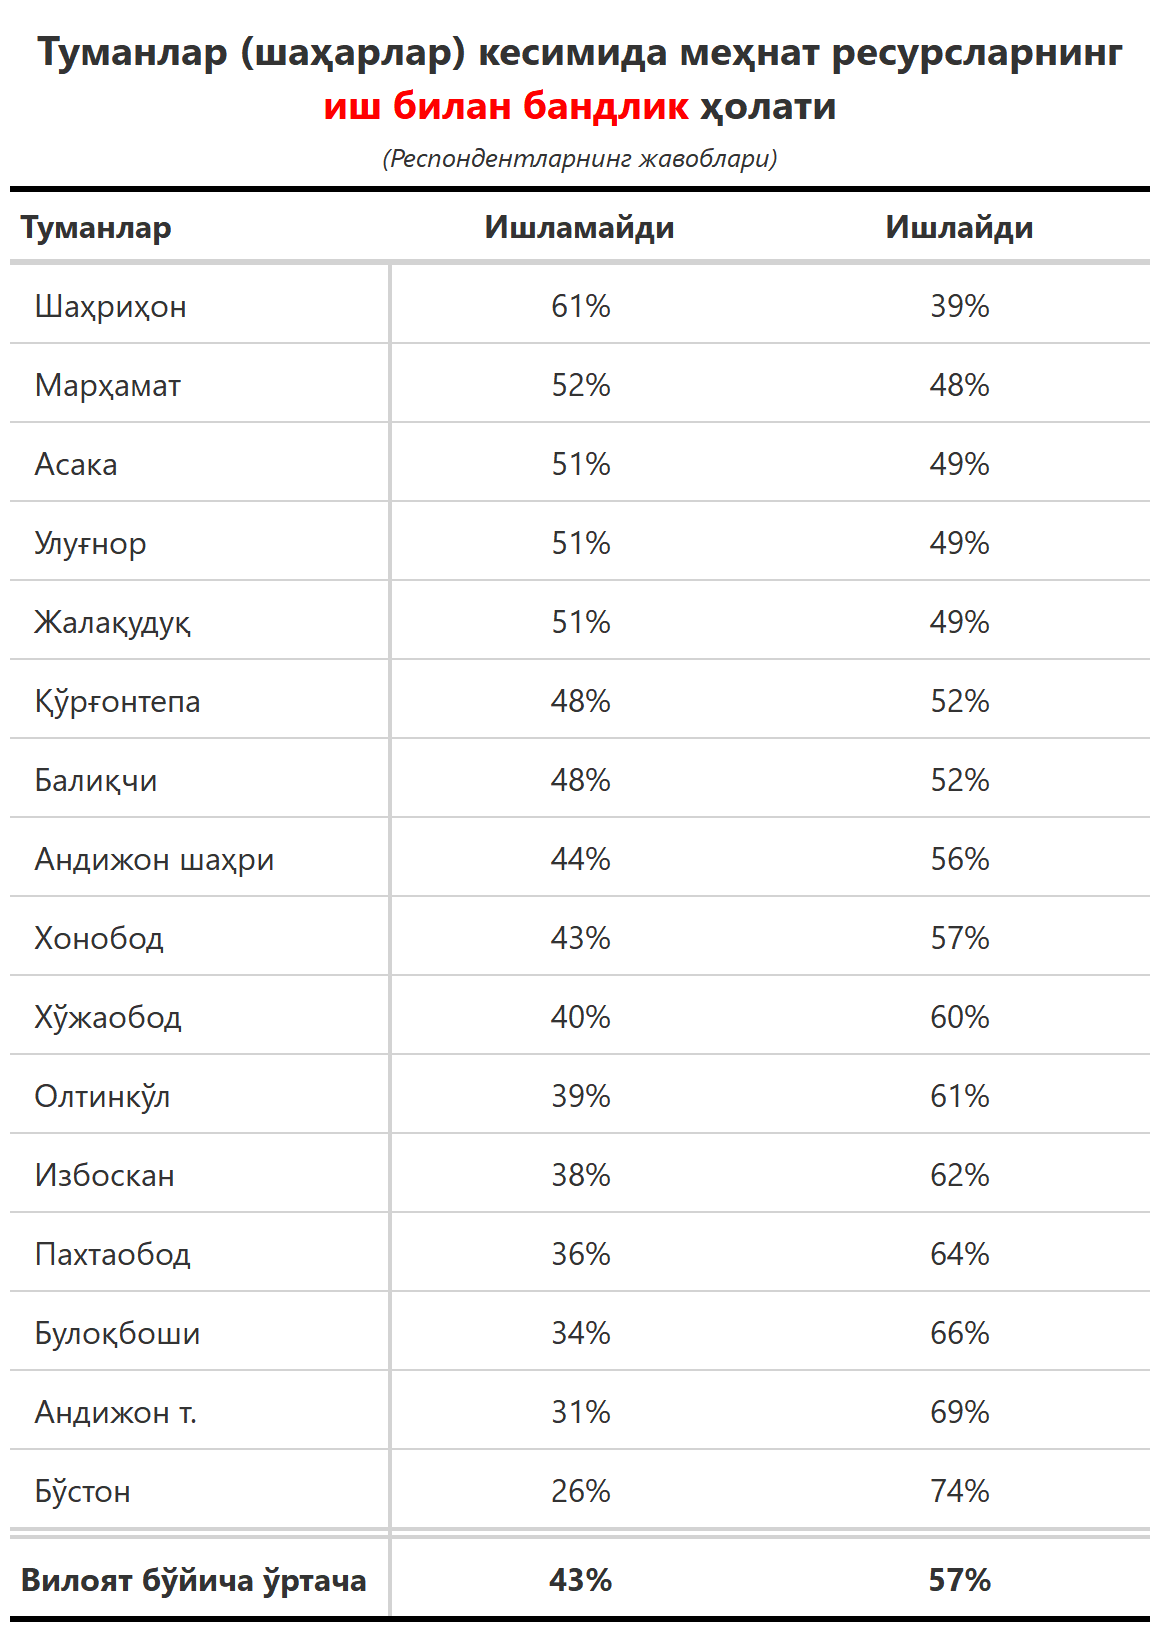 Туманлар (шаҳарлар) кесимида меҳнат ресурсларнинг
иш билан бандлик ҳолати
(Респондентларнинг жавоблари)
Туманлар Ишламайди Ишлайди
Шаҳриҳон 61% 39%
Марҳамат 52% 48%
Асака 51% 49%
Улуғнор 51% 49%
Жалақудуқ 51% 49%
Қўрғонтепа 48% 52%
Балиқчи 48% 52%
Андижон шаҳри 44% 56%
Хонобод 43% 57%
Хўжаобод 40% 60%
Олтинкўл 39% 61%
Избоскан 38% 62%
Пахтаобод 36% 64%
Булоқбоши 34% 66%
Андижон т. 31% 69%
Бўстон 26% 74%
Вилоят бўйича ўртача 43% 57%